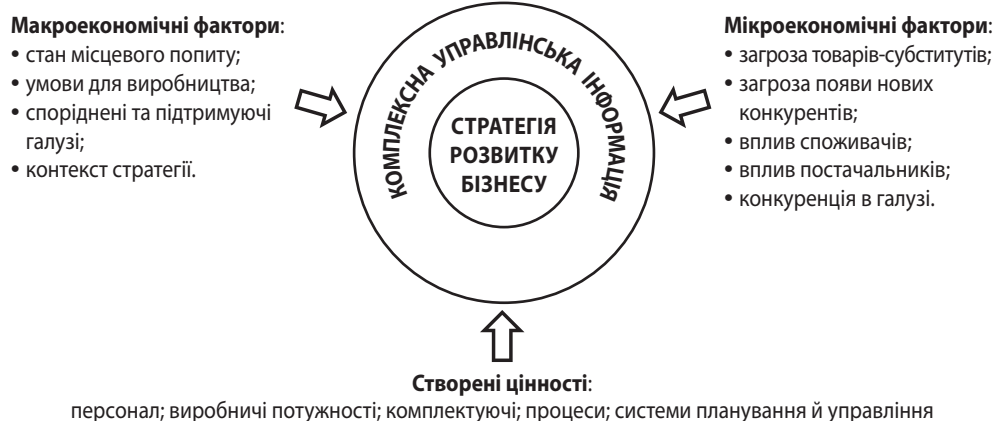 Макроекономічні фактори:
• стан місцевого попиту;
• умови для виробництва;
• споріднені та підтримуючі
галузі;
• контекст стратегії.
КОМПЛЕКСНА УПРАВЛІНСЬКА ІНФОРМАЦІЯ
СТРАТЕГІЯ
РОЗВИТКУ
БІЗНЕСУ
Мікроекономічні фактори:
• загроза товарів-субститутів;
• загроза появи нових
конкурентів;
• вплив споживачів;
• вплив постачальників;
• конкуренція в галузі.
Створені цінності:
персонал; виробничі потужності; комплектуючі; процеси; системи планування й управління